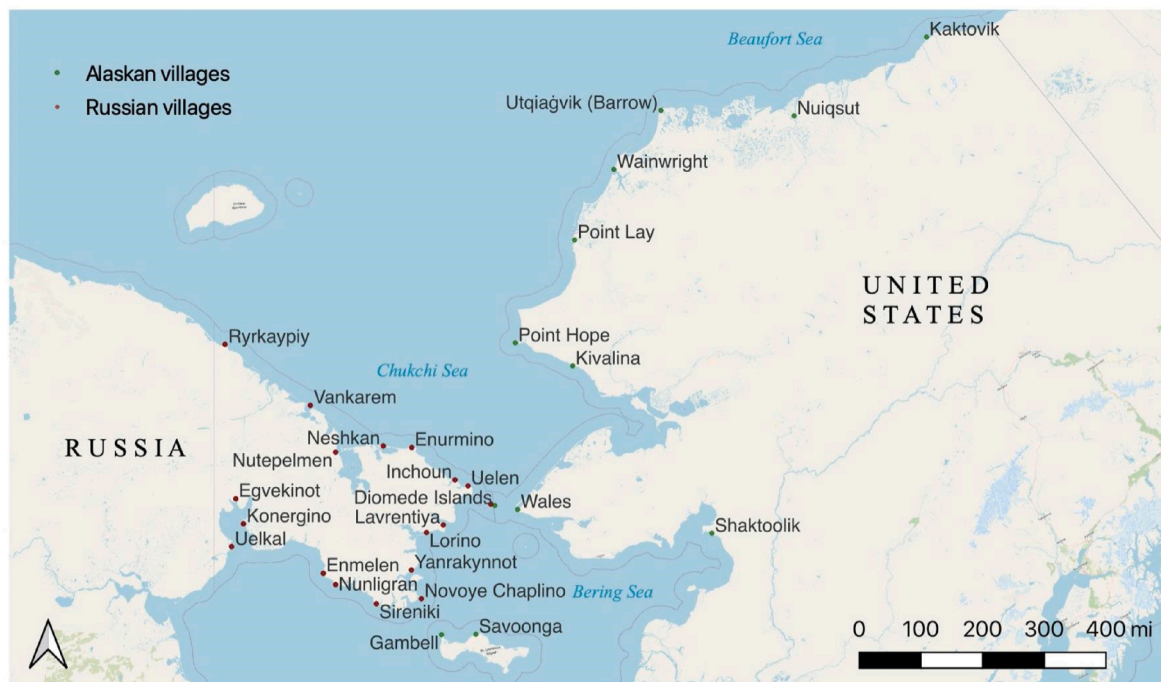 Beaufort Sea
Kaktovik
Alaskan villages
Russian villages
Utqiaġvik (Barrow)
Nuiqsut
Wainwright
Point Lay
UNITED
STATES
Ryrkaypiy
Point Hope
Kivalina
Chukchi Sea
Vankarem
RUSSIA
Neshkan
Enurmino
Nutepelmen
Inchoun
Uelen
Egvekinot
Diomede Islands
Wales
Konergino
Lavrentiya
Shaktoolik
Uelkal
Lorino
Enmelen
Yanrakynnot
Nunligran
Novoye Chaplino
Bering Sea
Sireniki
Gambell
Savoonga
0 100 200 300 400 mi